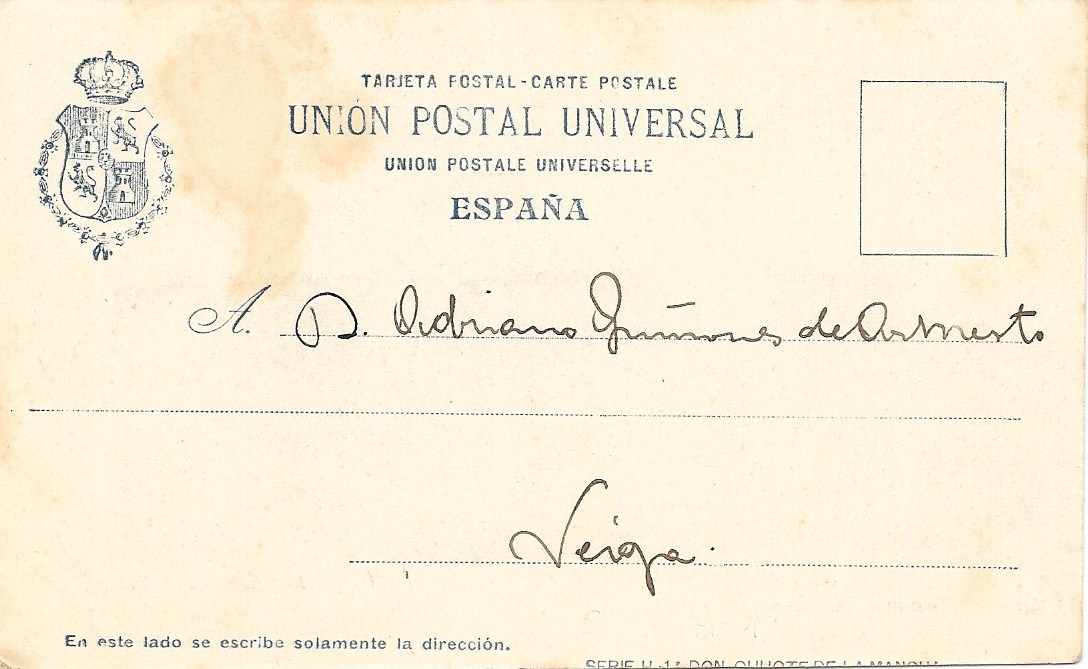 TARJETA POSTAL-CARTE POSTALE
UNIÓN POSTAL UNIVERSAL
UNION POSTALE UNIVERSELLE
ESPAÑA
A. D. Adriano Quiñones de Armesto
Veiga.
En este lado se escribe solamente la dirección.
SERIE H-1ª DON QUIJOTE DE LA MANCHA